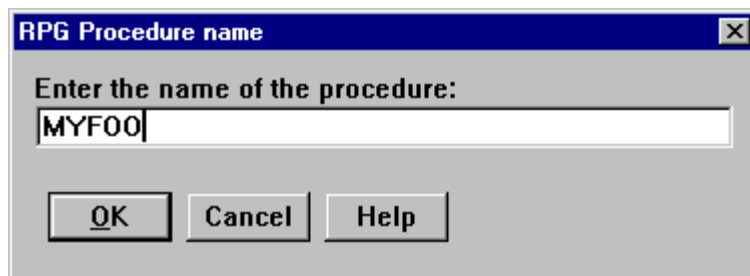 RPG Procedure name
Enter the name of the procedure:
MYFOO
OK Cancel Help